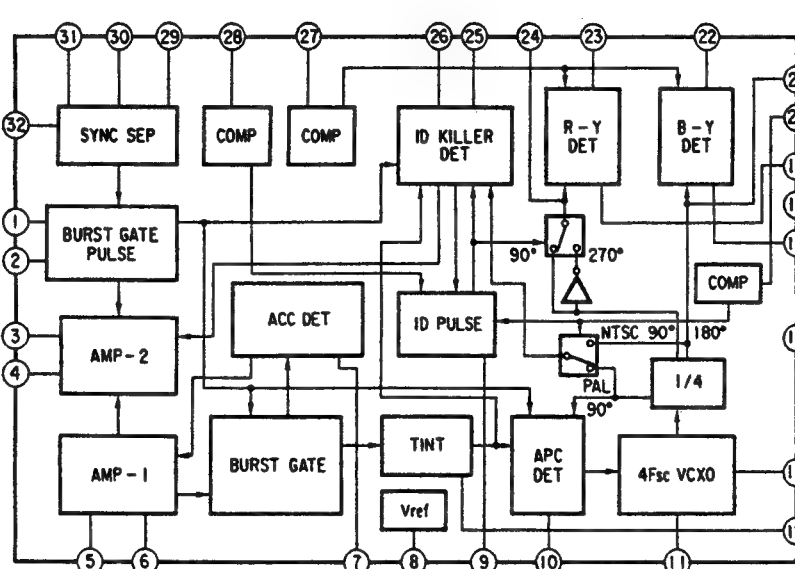 31 30 29 28 27 26 25 24 23 22
32
SYNC SEP
COMP
COMP
ID KILLER
DET
R-Y
DET
B-Y
DET
1
2
BURST GATE
PULSE
90°
270°
COMP
3
4
AMP-2
ACC DET
ID PULSE
NTSC 90°
180°
PAL
90°
1/4
AMP-1
BURST GATE
TINT
APC
DET
4Fsc VCXO
Vref
5 6 7 8 9 10 11